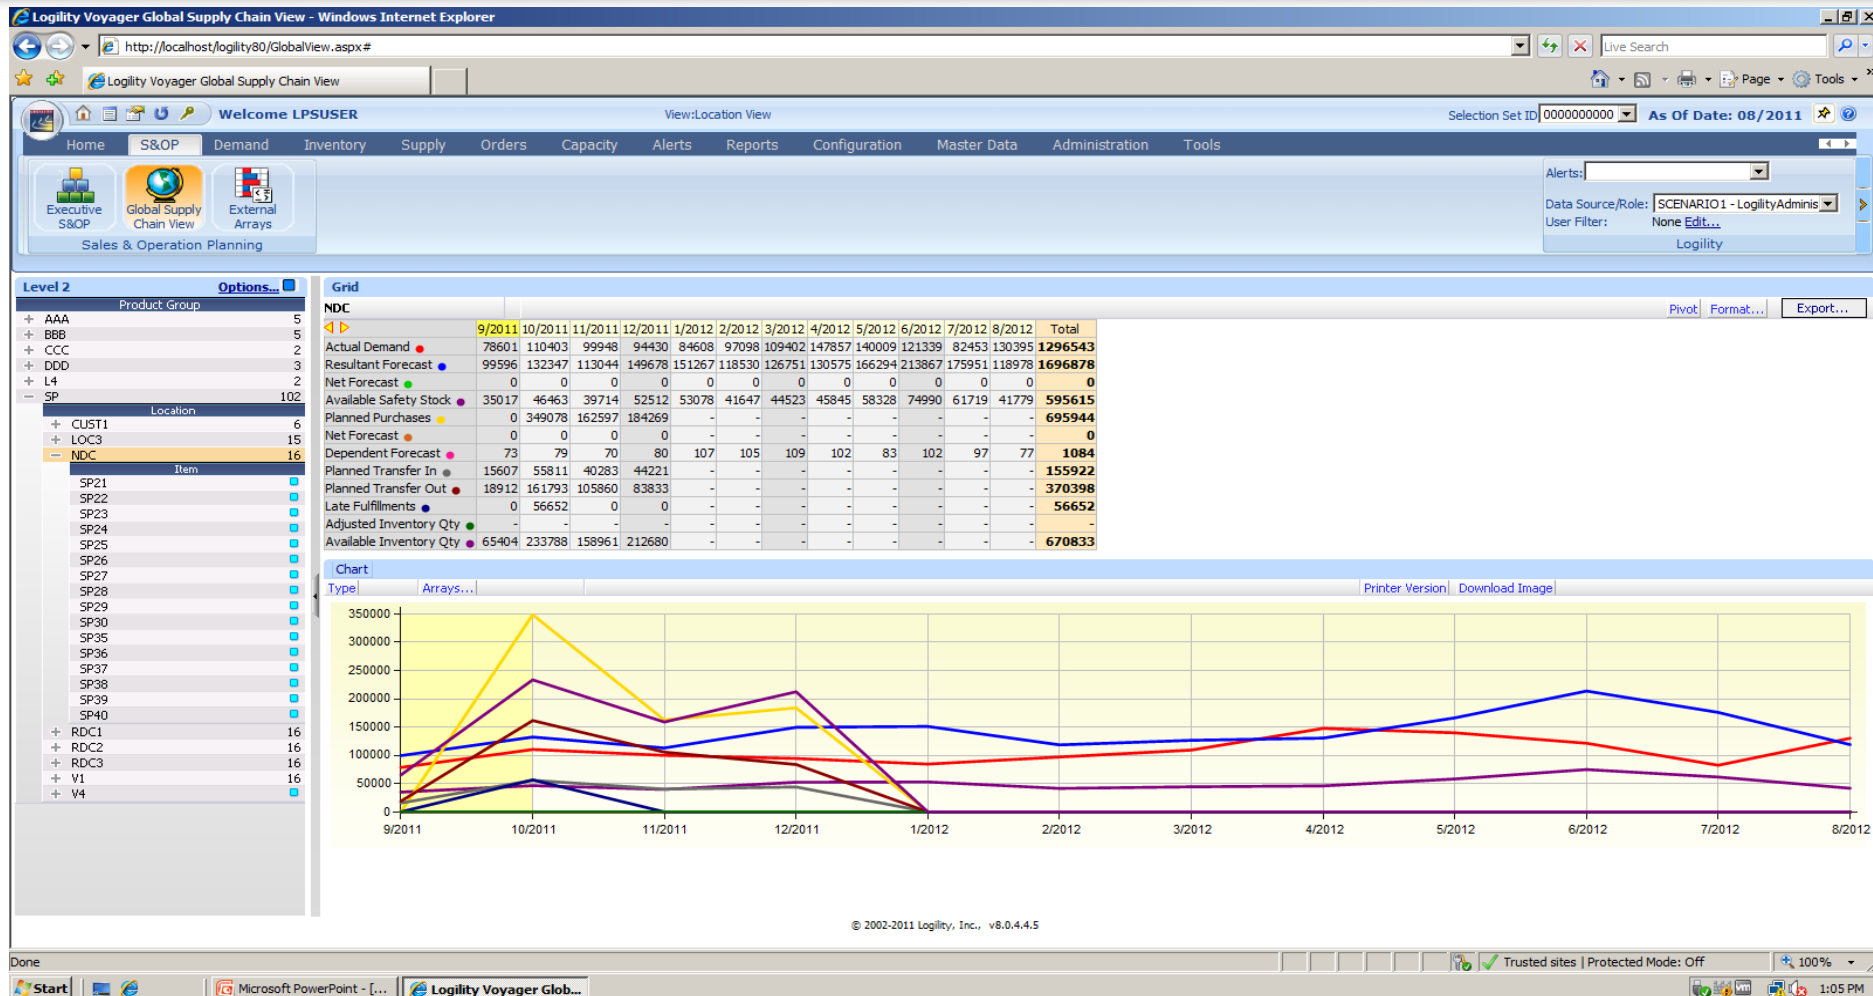 Logility Voyager Global Supply Chain View - Windows Internet Explorer
http://localhost/logility80/GlobalView.aspx#
Live Search
Logility Voyager Global Supply Chain View
Page Tools
Welcome LPSUSER View:Location View Selection Set ID 0000000000 As Of Date: 08/2011
Home S&OP Demand Inventory Supply Orders Capacity Alerts Reports Configuration Master Data Administration Tools
Executive S&OP
Global Supply Chain View
External Arrays
Sales & Operation Planning
Alerts:
Data Source/Role: SCENARIO1 - LogilityAdminis
User Filter: None Edit...
Logility
Level 2 Options...
Product Group
AAA 5
BBB 5
CCC 2
DDD 3
L4 2
SP 102
Location
CUST1 6
LOC3 15
NDC 16
Item
SP21
SP22
SP23
SP24
SP25
SP26
SP27
SP28
SP29
SP30
SP35
SP36
SP37
SP38
SP39
SP40
RDC1 16
RDC2 16
RDC3 16
V1 16
V4
Grid
NDC Pivot Format... Export...
9/2011 10/2011 11/2011 12/2011 1/2012 2/2012 3/2012 4/2012 5/2012 6/2012 7/2012 8/2012 Total
Actual Demand 78601 110403 99948 94430 84608 97098 109402 147857 140009 121339 82453 130395 1296543
Resultant Forecast 99596 132347 113044 149678 151267 118530 126751 130575 166294 213867 175951 118978 1696878
Net Forecast 0 0 0 0 0 0 0 0 0 0 0 0 0
Available Safety Stock 35017 46463 39714 52512 53078 41647 44523 45845 58328 74990 61719 41779 595615
Planned Purchases 0 349078 162597 184269 - - - - - - - - 695944
Net Forecast 0 0 0 0 - - - - - - - - 0
Dependent Forecast 73 79 70 80 107 105 109 102 83 102 97 77 1084
Planned Transfer In 15607 55811 40283 44221 - - - - - - - - 155922
Planned Transfer Out 18912 161793 105860 83833 - - - - - - - - 370398
Late Fulfillments 0 56652 0 0 - - - - - - - - 56652
Adjusted Inventory Qty - - - - - - - - - - - - -
Available Inventory Qty 65404 233788 158961 212680 - - - - - - - - 670833
Chart
Type Arrays... Printer Version Download Image
350000
300000
250000
200000
150000
100000
50000
0
9/2011 10/2011 11/2011 12/2011 1/2012 2/2012 3/2012 4/2012 5/2012 6/2012 7/2012 8/2012
© 2002-2011 Logility, Inc., v8.0.4.4.5
Done Trusted sites | Protected Mode: Off 100%
Start Microsoft PowerPoint - [... Logility Voyager Glob... 1:05 PM